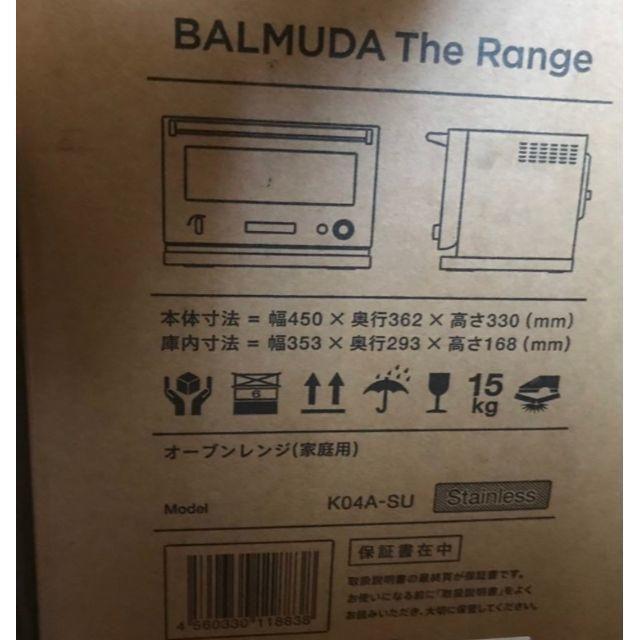 BALMUDA The Range
本体寸法 = 幅450 × 奥行362 × 高さ330 (mm)
庫内寸法 = 幅353 × 奥行293 × 高さ168 (mm)
6
15
kg
オーブンレンジ(家庭用)
Model K04A-SU Stainless
保証書在中
取扱説明書の最終頁が保証書です。
お使いになる前に「取扱説明書」をよく
お読みいただき、大切に保管してください。
4 560330 118838